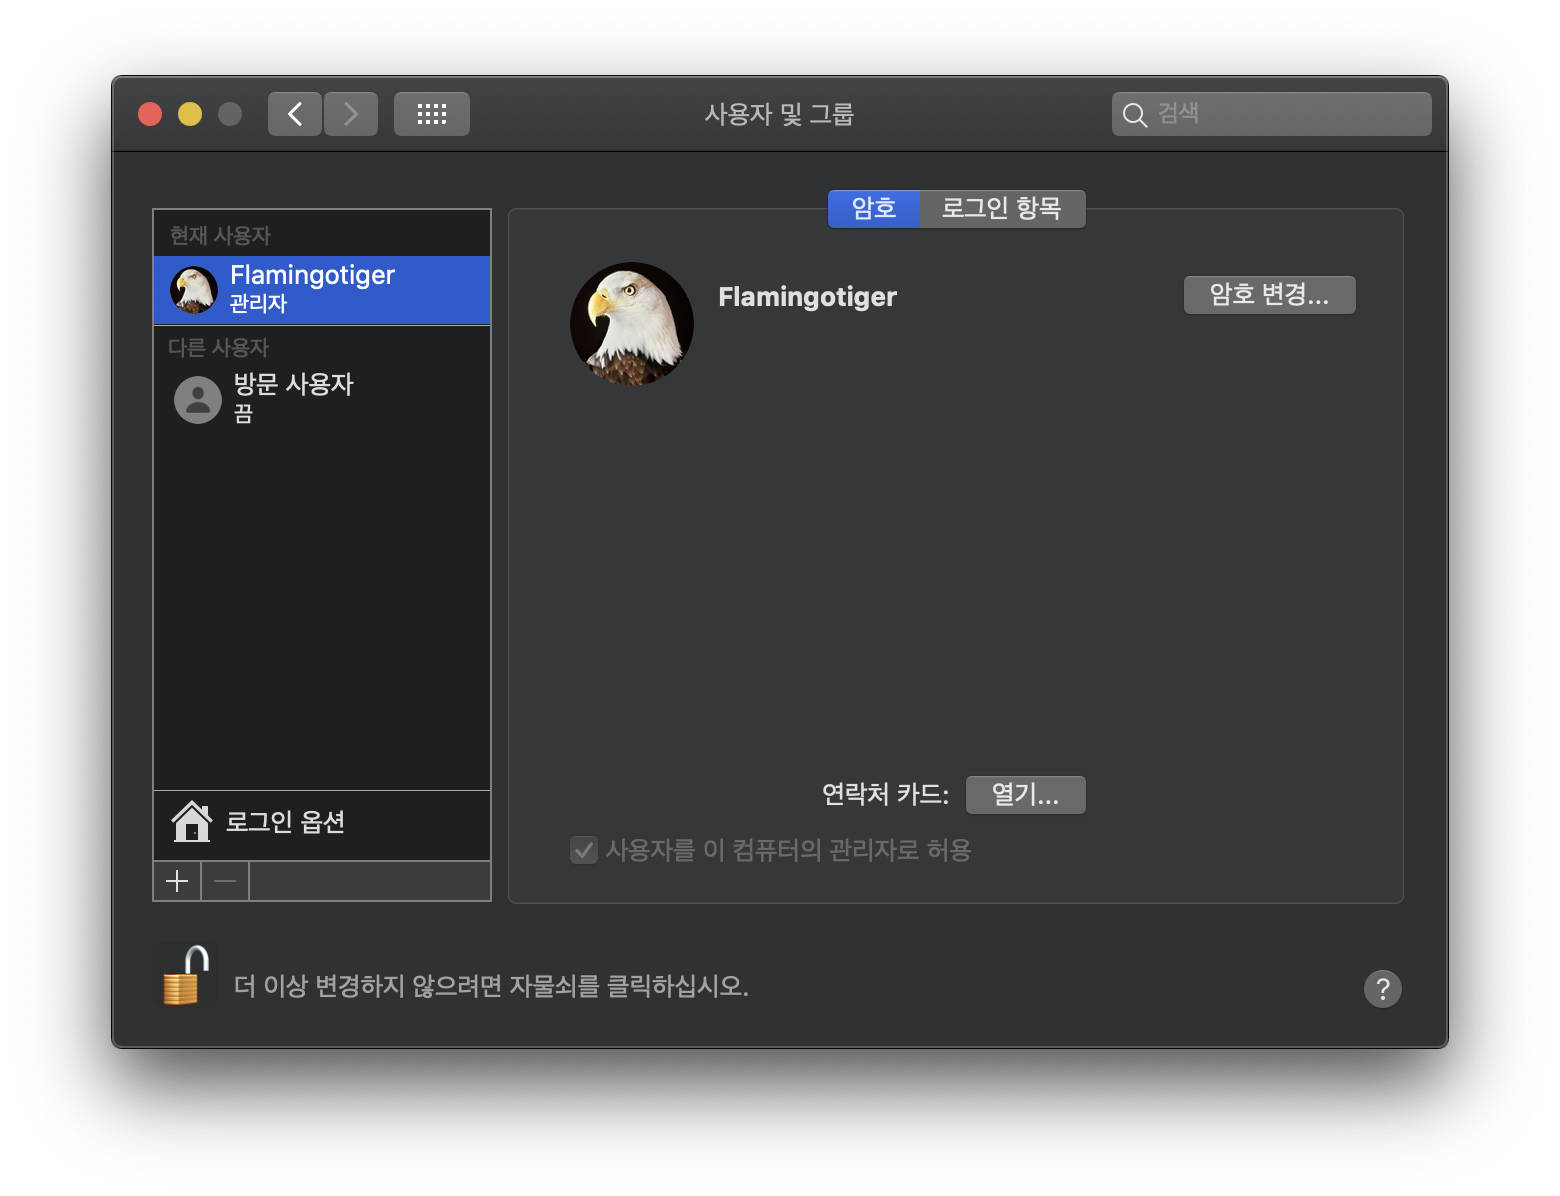 사용자 및 그룹
검색
암호
로그인 항목
현재 사용자
Flamingotiger
관리자
다른 사용자
방문 사용자
끔
로그인 옵션
Flamingotiger
암호 변경...
연락처 카드:
열기...
사용자를 이 컴퓨터의 관리자로 허용
더 이상 변경하지 않으려면 자물쇠를 클릭하십시오.
?